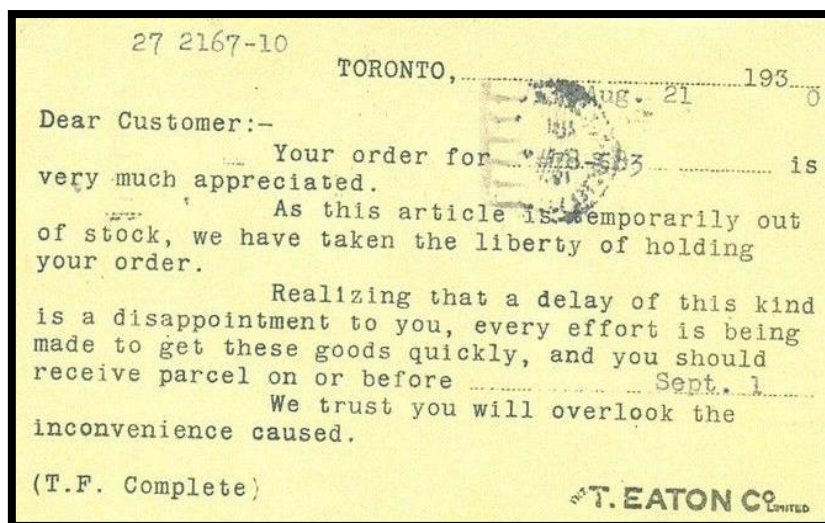 27 2167-10
TORONTO, Aug. 21 1930
Dear Customer:-
Your order for is
very much appreciated.
As this article is temporarily out
of stock, we have taken the liberty of holding
your order.
Realizing that a delay of this kind
is a disappointment to you, every effort is being
made to get these goods quickly, and you should
receive parcel on or before Sept. 1
We trust you will overlook the
inconvenience caused.
(T.F. Complete)
THE T. EATON CO LIMITED